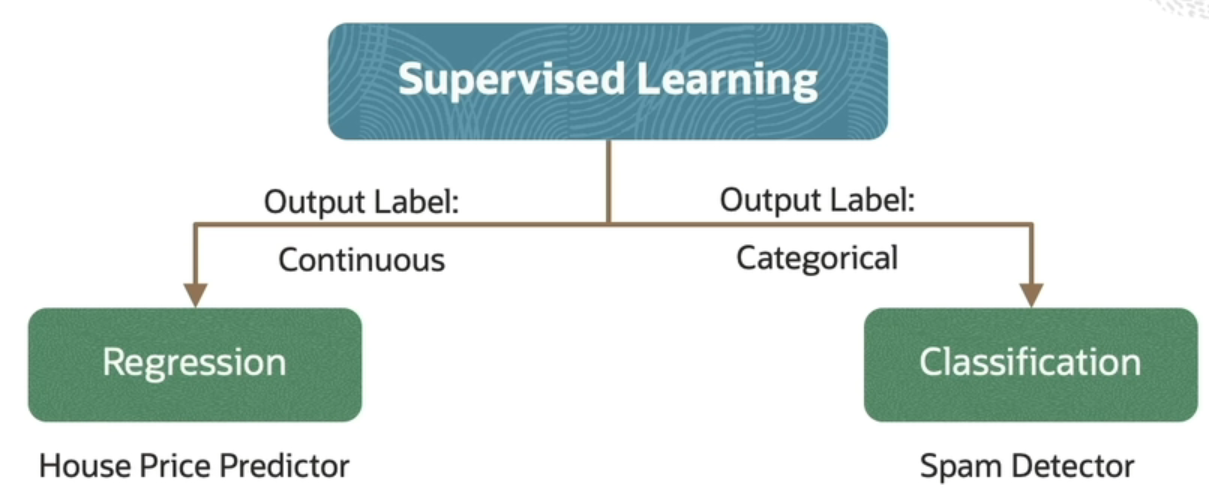 Supervised Learning
Output Label:
Continuous
Output Label:
Categorical
Regression
House Price Predictor
Classification
Spam Detector